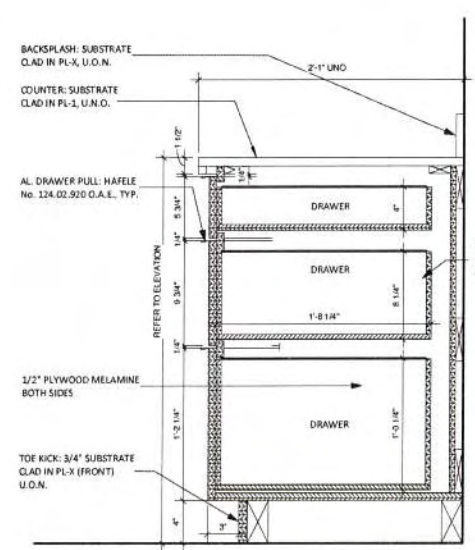 BACKSPLASH: SUBSTRATE
CLAD IN PL-X, U.O.N.
2'-1" UNO
COUNTER: SUBSTRATE
CLAD IN PL-1, U.N.O.
1 1/2"
1/4"
AL. DRAWER PULL: HAFELE
No. 124.02.920 O.A.E., TYP.
5 3/4"
DRAWER
4"
1/4"
DRAWER
REFER TO ELEVATION
9 3/4"
8 1/4"
1'-8 1/4"
1/4"
1/2" PLYWOOD MELAMINE
BOTH SIDES
1'-2 1/4"
DRAWER
1'-0 1/4"
TOE KICK: 3/4" SUBSTRATE
CLAD IN PL-X (FRONT)
U.O.N.
4"
3"